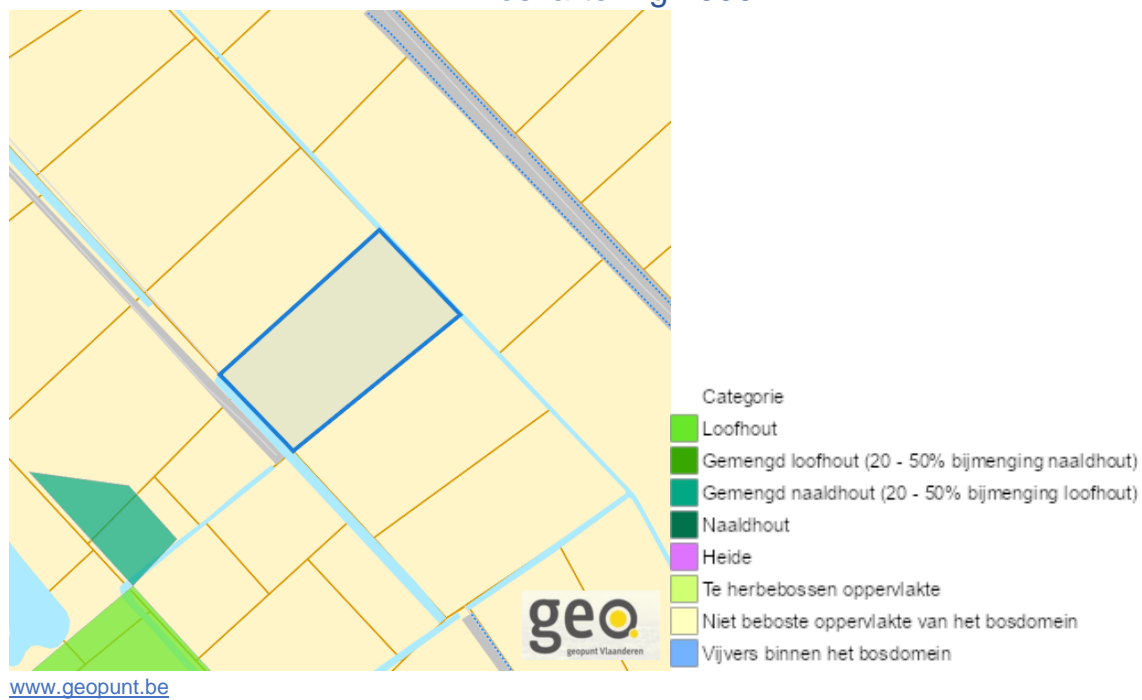 Categorie
Loofhout
Gemengd loofhout (20 - 50% bijmenging naaldhout)
Gemengd naaldhout (20 - 50% bijmenging loofhout)
Naaldhout
Heide
Te herbebossen oppervlakte
Niet beboste oppervlakte van het bosdomein
Vijvers binnen het bosdomein
geo
geopunt Vlaanderen
www.geopunt.be